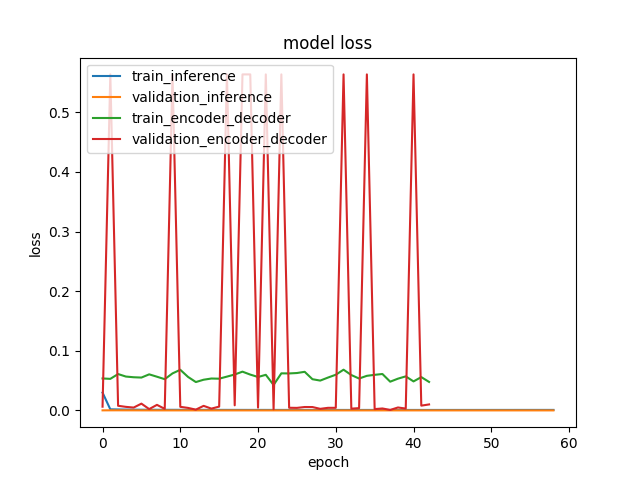 model loss
train_inference
validation_inference
train_encoder_decoder
validation_encoder_decoder
loss
0.5
0.4
0.3
0.2
0.1
0.0
0 10 20 30 40 50 60
epoch